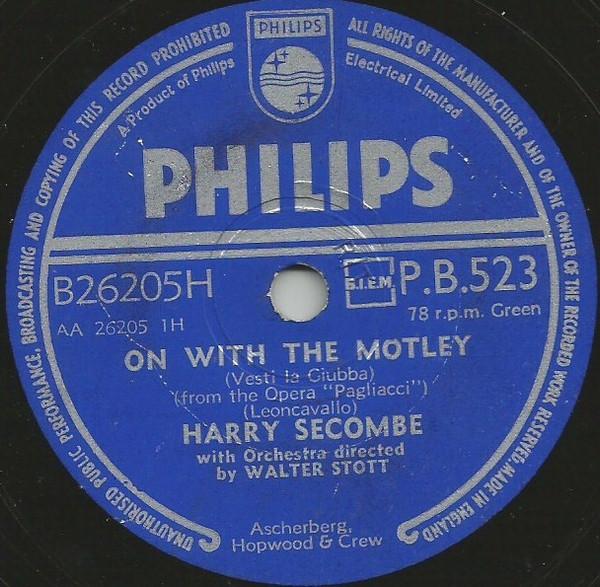 PHILIPS
UNAUTHORISED PUBLIC PERFORMANCE, BROADCASTING AND COPYING OF THIS RECORD PROHIBITED
ALL RIGHTS OF THE MANUFACTURER AND OF THE OWNER OF THE RECORDED WORK RESERVED. MADE IN ENGLAND
A Product of Philips
Electrical Limited
PHILIPS
B26205H
B.I.E.M. P.B.523
AA 26205 1H
78 r.p.m. Green
ON WITH THE MOTLEY
(Vesti la Giubba)
(from the Opera "Pagliacci")
(Leoncavallo)
HARRY SECOMBE
with Orchestra directed
by WALTER STOTT
Ascherberg,
Hopwood & Crew